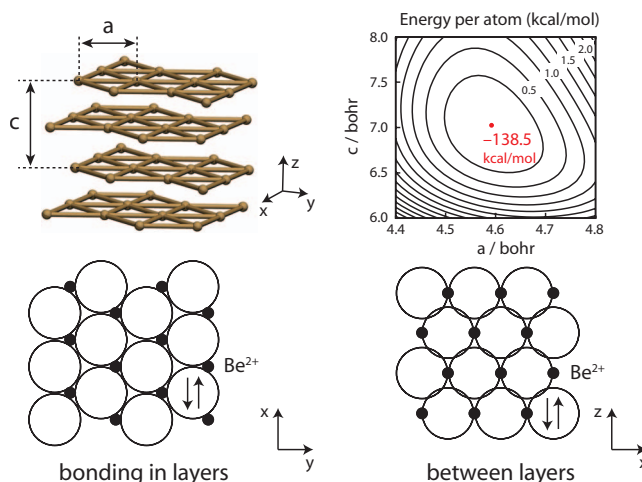 a
c
z
x
y
Energy per atom (kcal/mol)
8.0
7.5
7.0
6.5
6.0
c / bohr
2.0
1.5
1.0
0.5
−138.5
kcal/mol
4.4
4.5
4.6
4.7
4.8
a / bohr
Be²⁺
x
y
bonding in layers
Be²⁺
z
x
between layers